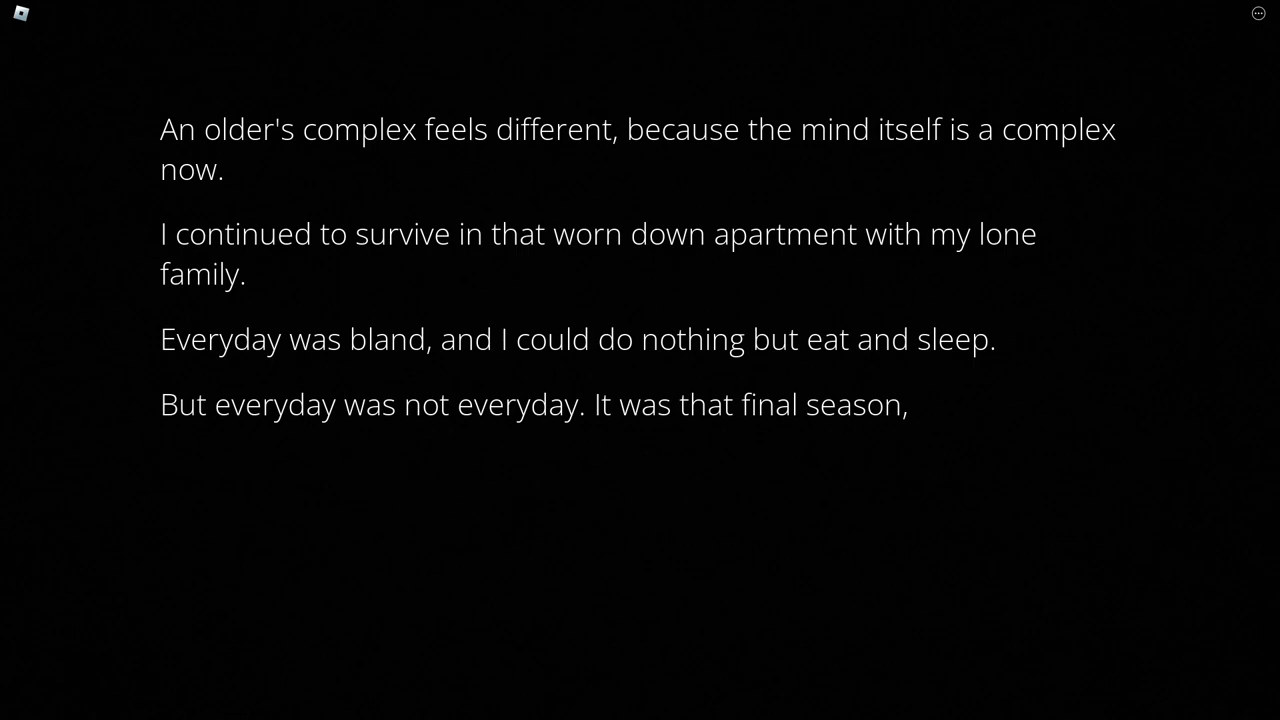 An older's complex feels different, because the mind itself is a complex
now.
I continued to survive in that worn down apartment with my lone
family.
Everyday was bland, and I could do nothing but eat and sleep.
But everyday was not everyday. It was that final season,